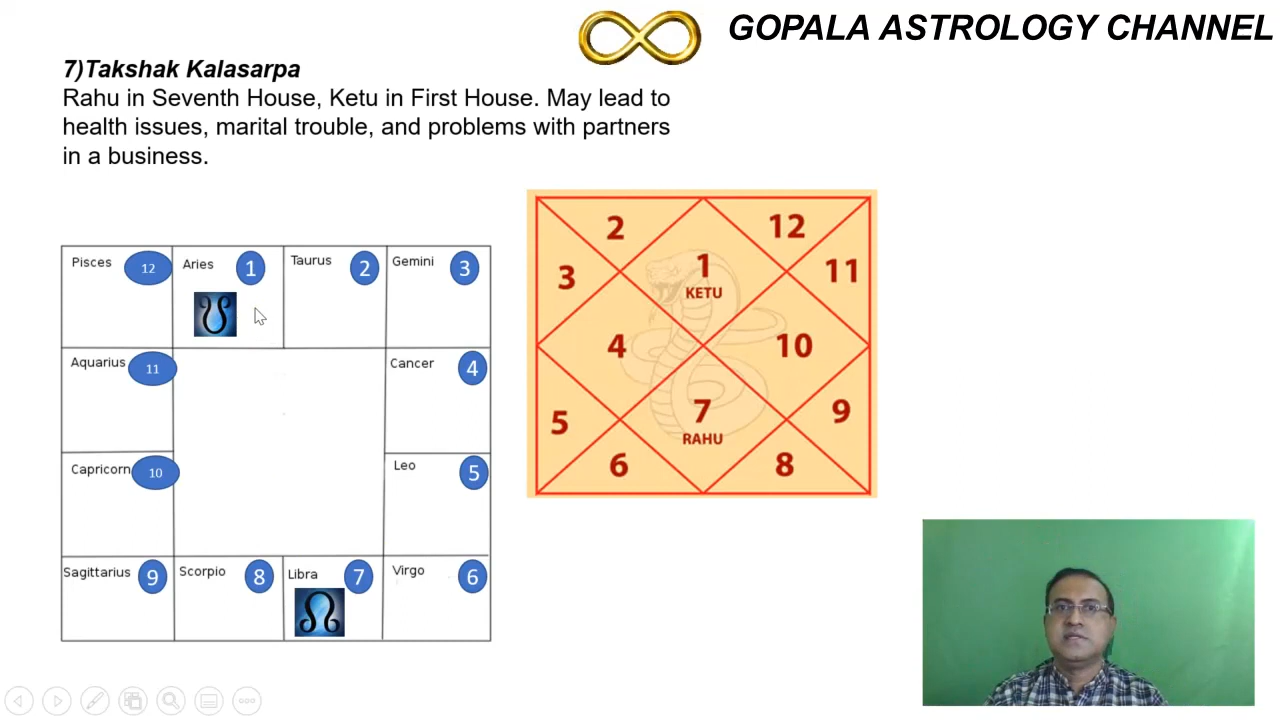 GOPALA ASTROLOGY CHANNEL
7)Takshak Kalasarpa
Rahu in Seventh House, Ketu in First House. May lead to
health issues, marital trouble, and problems with partners
in a business.
Pisces 12 Aries 1 Taurus 2 Gemini 3
Aquarius 11 Cancer 4
Capricorn 10 Leo 5
Sagittarius 9 Scorpio 8 Libra 7 Virgo 6
2 12
3 1 11
KETU
4 10
5 7 9
RAHU
6 8